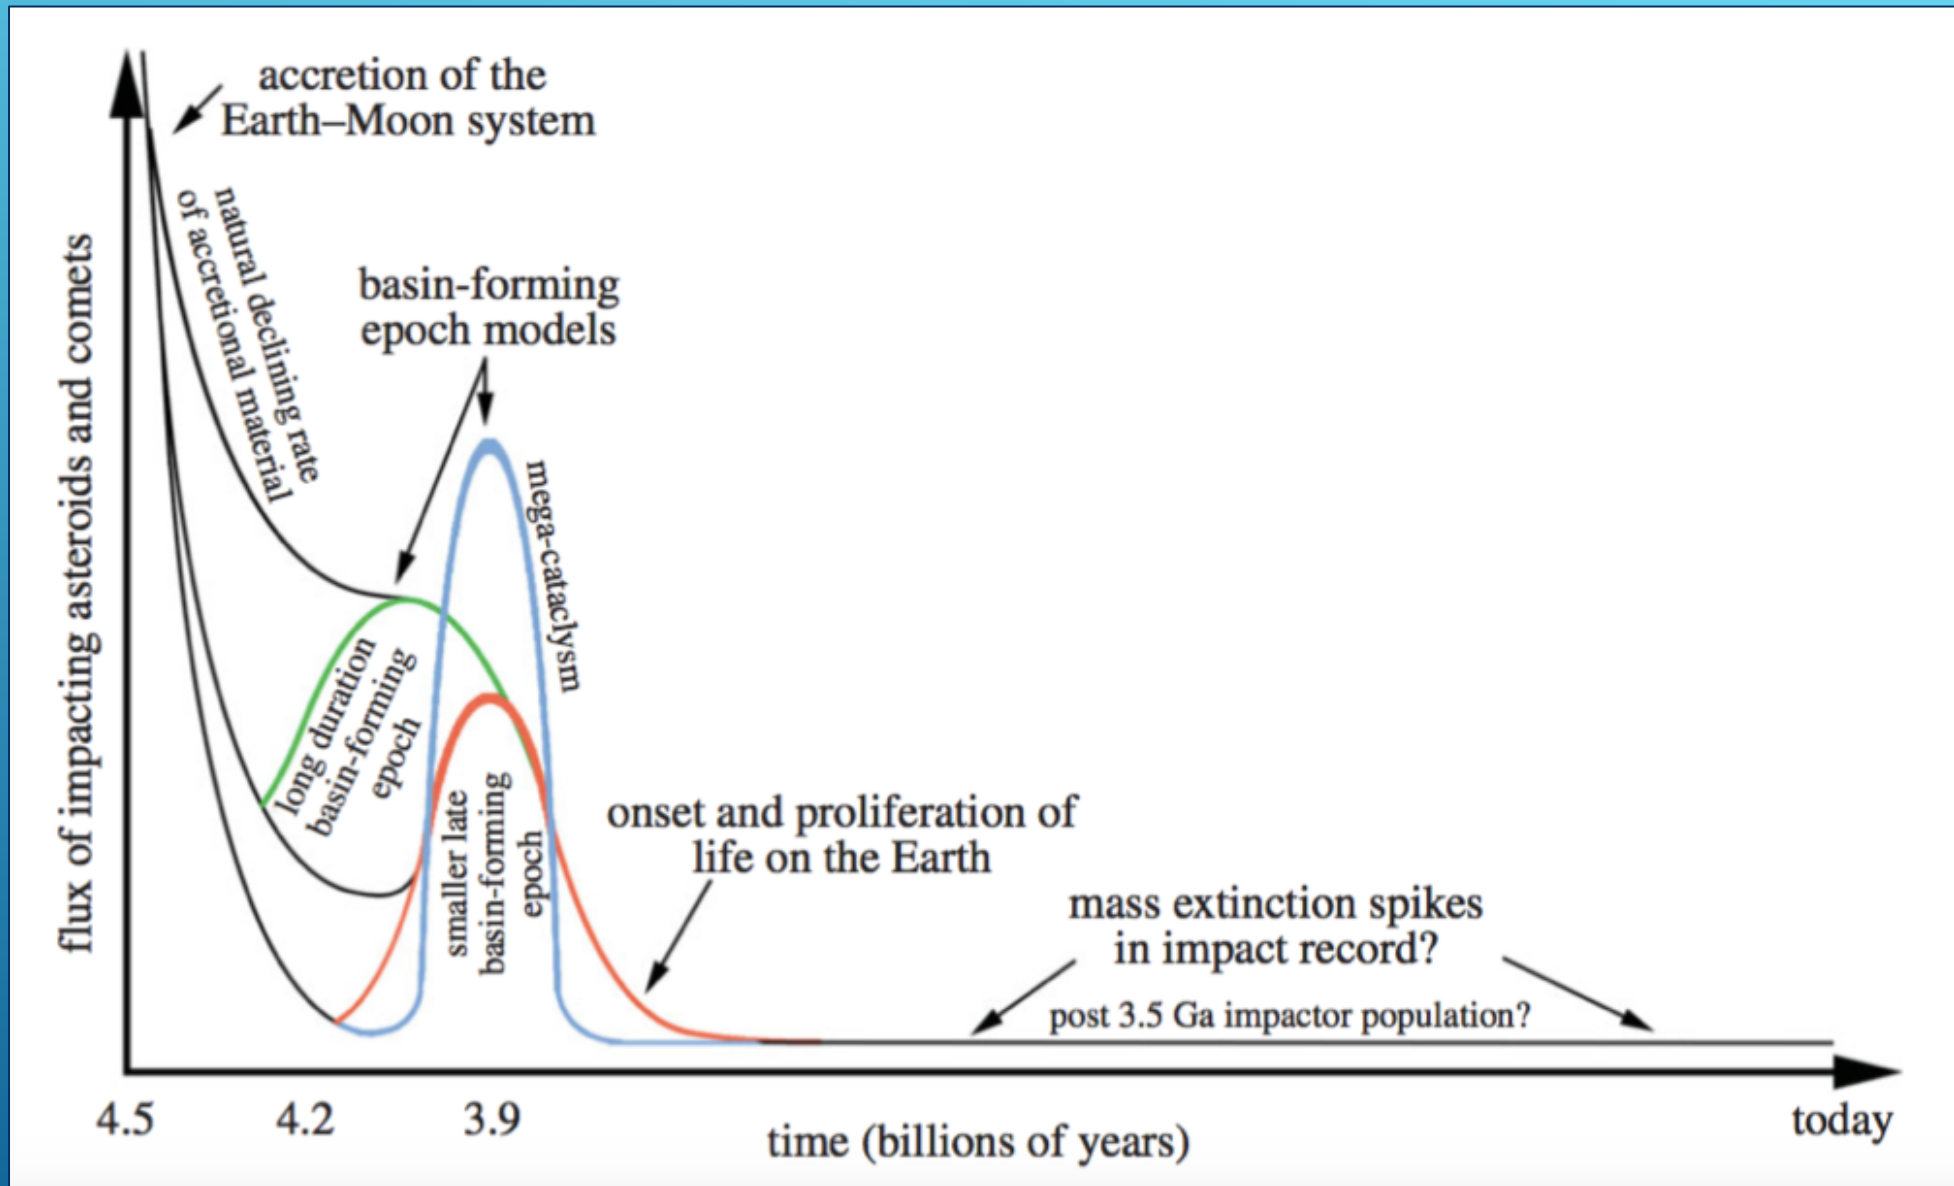 accretion of the
Earth–Moon system
natural declining rate
of accretional material
basin-forming
epoch models
mega-cataclysm
long duration
basin-forming
epoch
smaller late
basin-forming
epoch
onset and proliferation of
life on the Earth
mass extinction spikes
in impact record?
post 3.5 Ga impactor population?
flux of impacting asteroids and comets
4.5
4.2
3.9
today
time (billions of years)